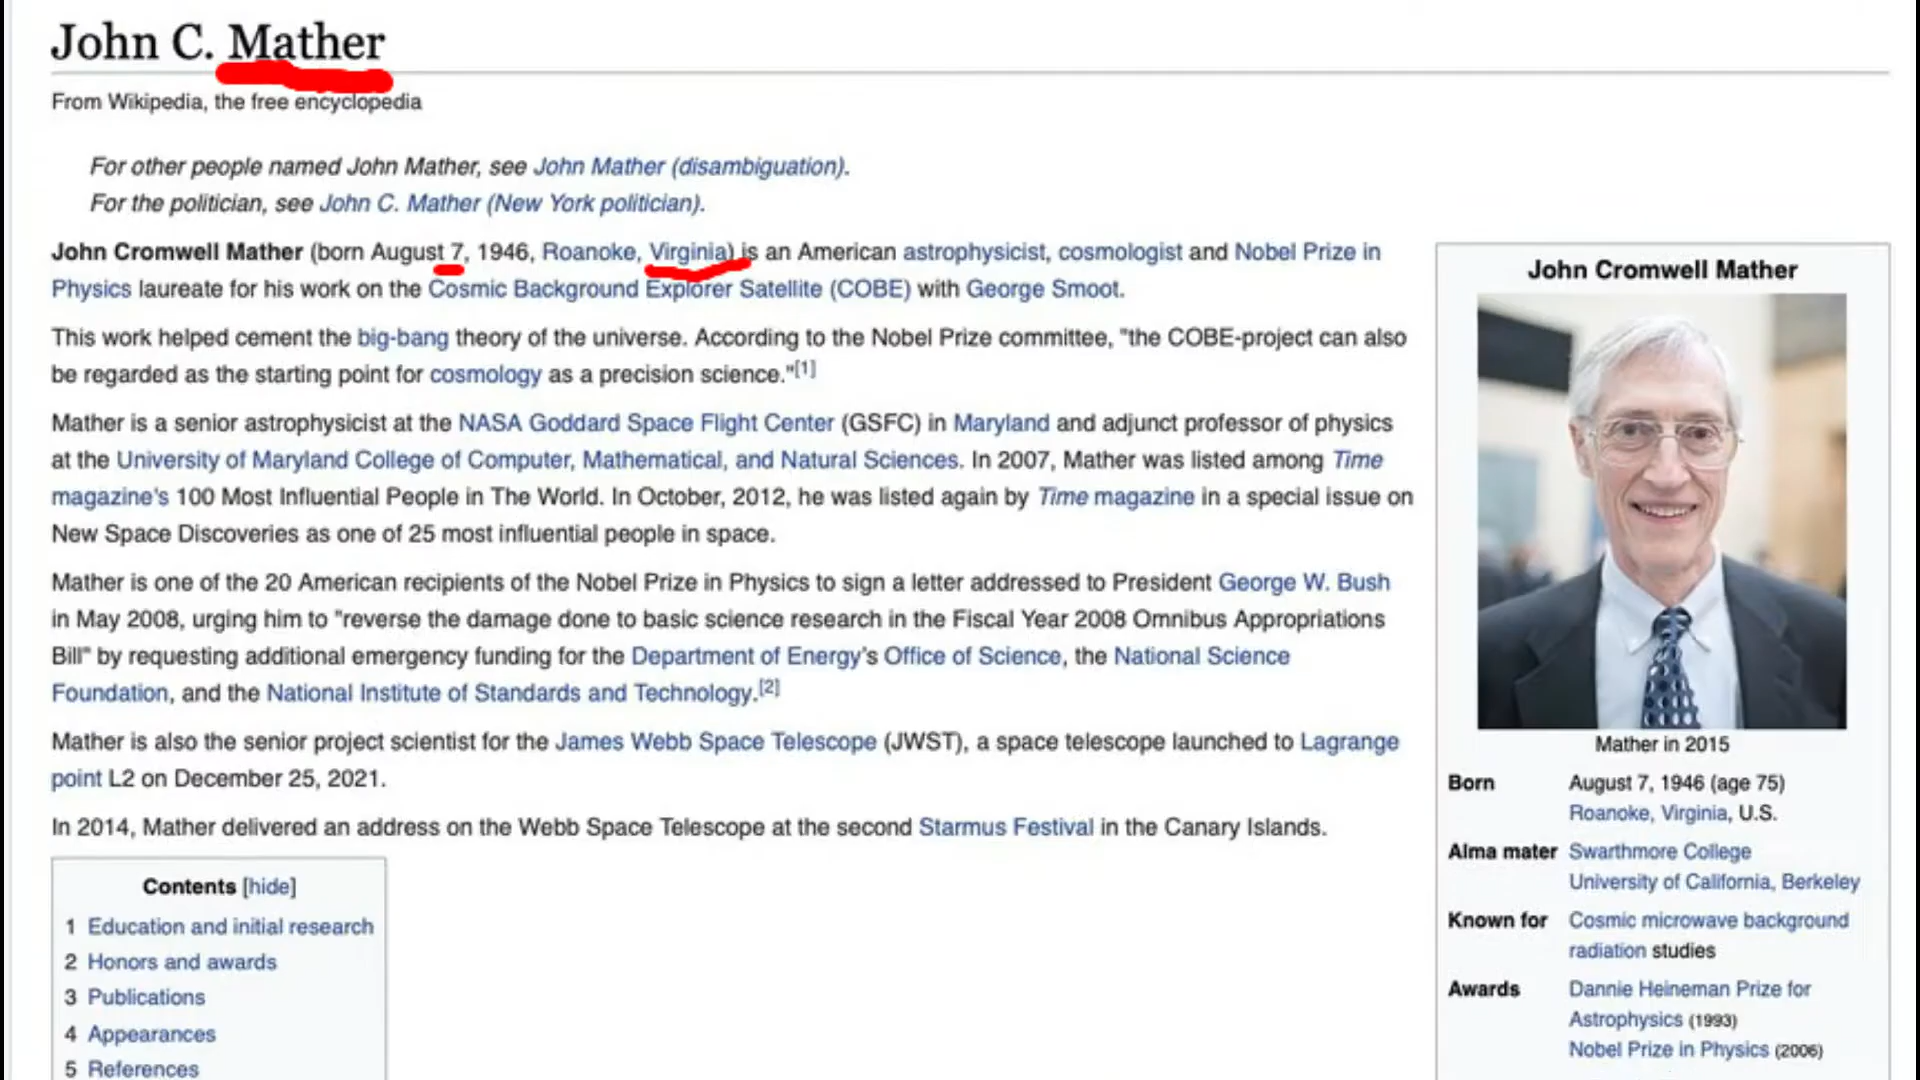 John C. Mather
From Wikipedia, the free encyclopedia
For other people named John Mather, see John Mather (disambiguation).
For the politician, see John C. Mather (New York politician).
John Cromwell Mather (born August 7, 1946, Roanoke, Virginia) is an American astrophysicist, cosmologist and Nobel Prize in
Physics laureate for his work on the Cosmic Background Explorer Satellite (COBE) with George Smoot.
This work helped cement the big-bang theory of the universe. According to the Nobel Prize committee, "the COBE-project can also
be regarded as the starting point for cosmology as a precision science."[1]
Mather is a senior astrophysicist at the NASA Goddard Space Flight Center (GSFC) in Maryland and adjunct professor of physics
at the University of Maryland College of Computer, Mathematical, and Natural Sciences. In 2007, Mather was listed among Time
magazine's 100 Most Influential People in The World. In October, 2012, he was listed again by Time magazine in a special issue on
New Space Discoveries as one of 25 most influential people in space.
Mather is one of the 20 American recipients of the Nobel Prize in Physics to sign a letter addressed to President George W. Bush
in May 2008, urging him to "reverse the damage done to basic science research in the Fiscal Year 2008 Omnibus Appropriations
Bill" by requesting additional emergency funding for the Department of Energy's Office of Science, the National Science
Foundation, and the National Institute of Standards and Technology.[2]
Mather is also the senior project scientist for the James Webb Space Telescope (JWST), a space telescope launched to Lagrange
point L2 on December 25, 2021.
In 2014, Mather delivered an address on the Webb Space Telescope at the second Starmus Festival in the Canary Islands.
Contents [hide]
1 Education and initial research
2 Honors and awards
3 Publications
4 Appearances
5 References
John Cromwell Mather
Mather in 2015
Born August 7, 1946 (age 75)
Roanoke, Virginia, U.S.
Alma mater Swarthmore College
University of California, Berkeley
Known for Cosmic microwave background
radiation studies
Awards Dannie Heineman Prize for
Astrophysics (1993)
Nobel Prize in Physics (2006)